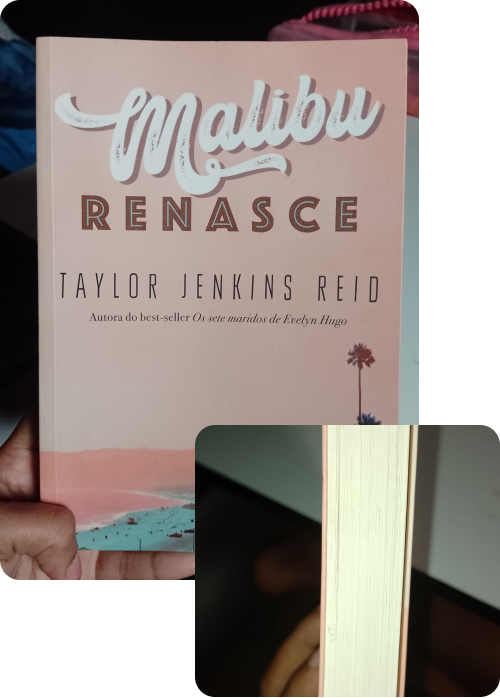 Malibu
RENASCE
TAYLOR JENKINS REID
Autora do best-seller Os sete maridos de Evelyn Hugo